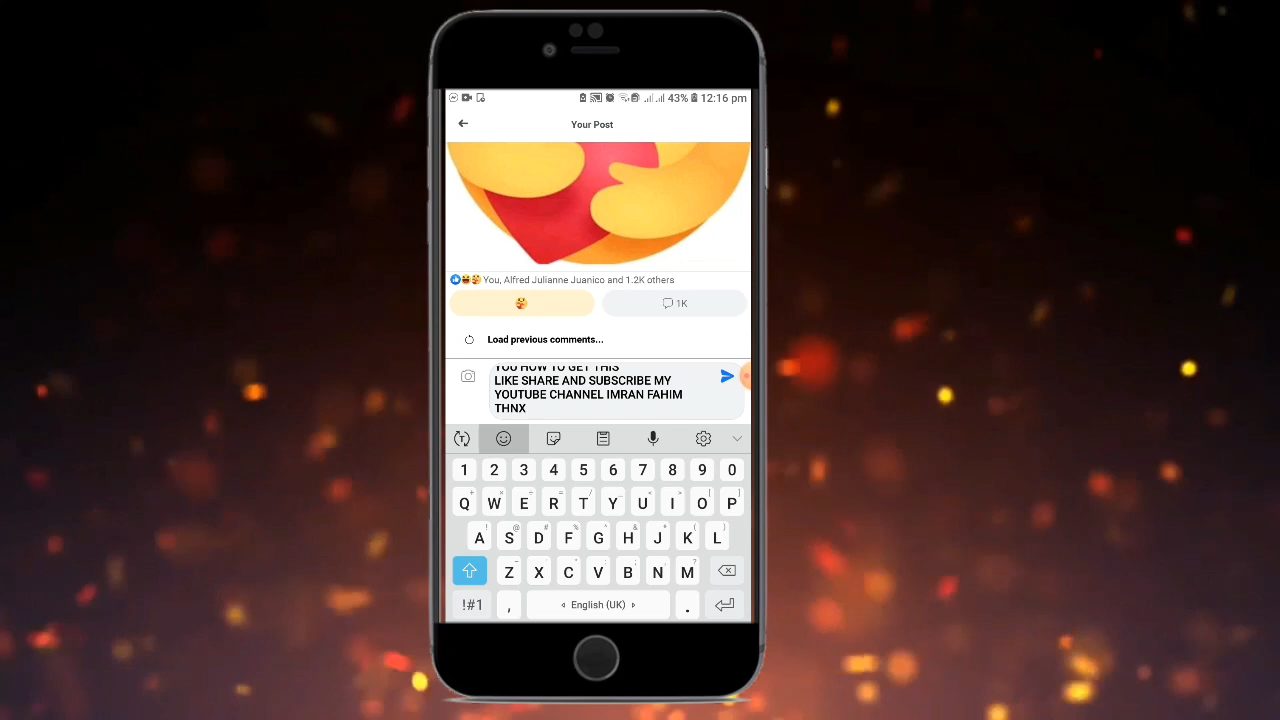 43% 12:16 pm
Your Post
You, Alfred Julianne Juanico and 1.2K others
1K
Load previous comments...
YOU HOW TO GET THIS
LIKE SHARE AND SUBSCRIBE MY
YOUTUBE CHANNEL IMRAN FAHIM
THNX
1 2 3 4 5 6 7 8 9 0
Q W E R T Y U I O P
A S D F G H J K L
Z X C V B N M
!#1 , English (UK) .